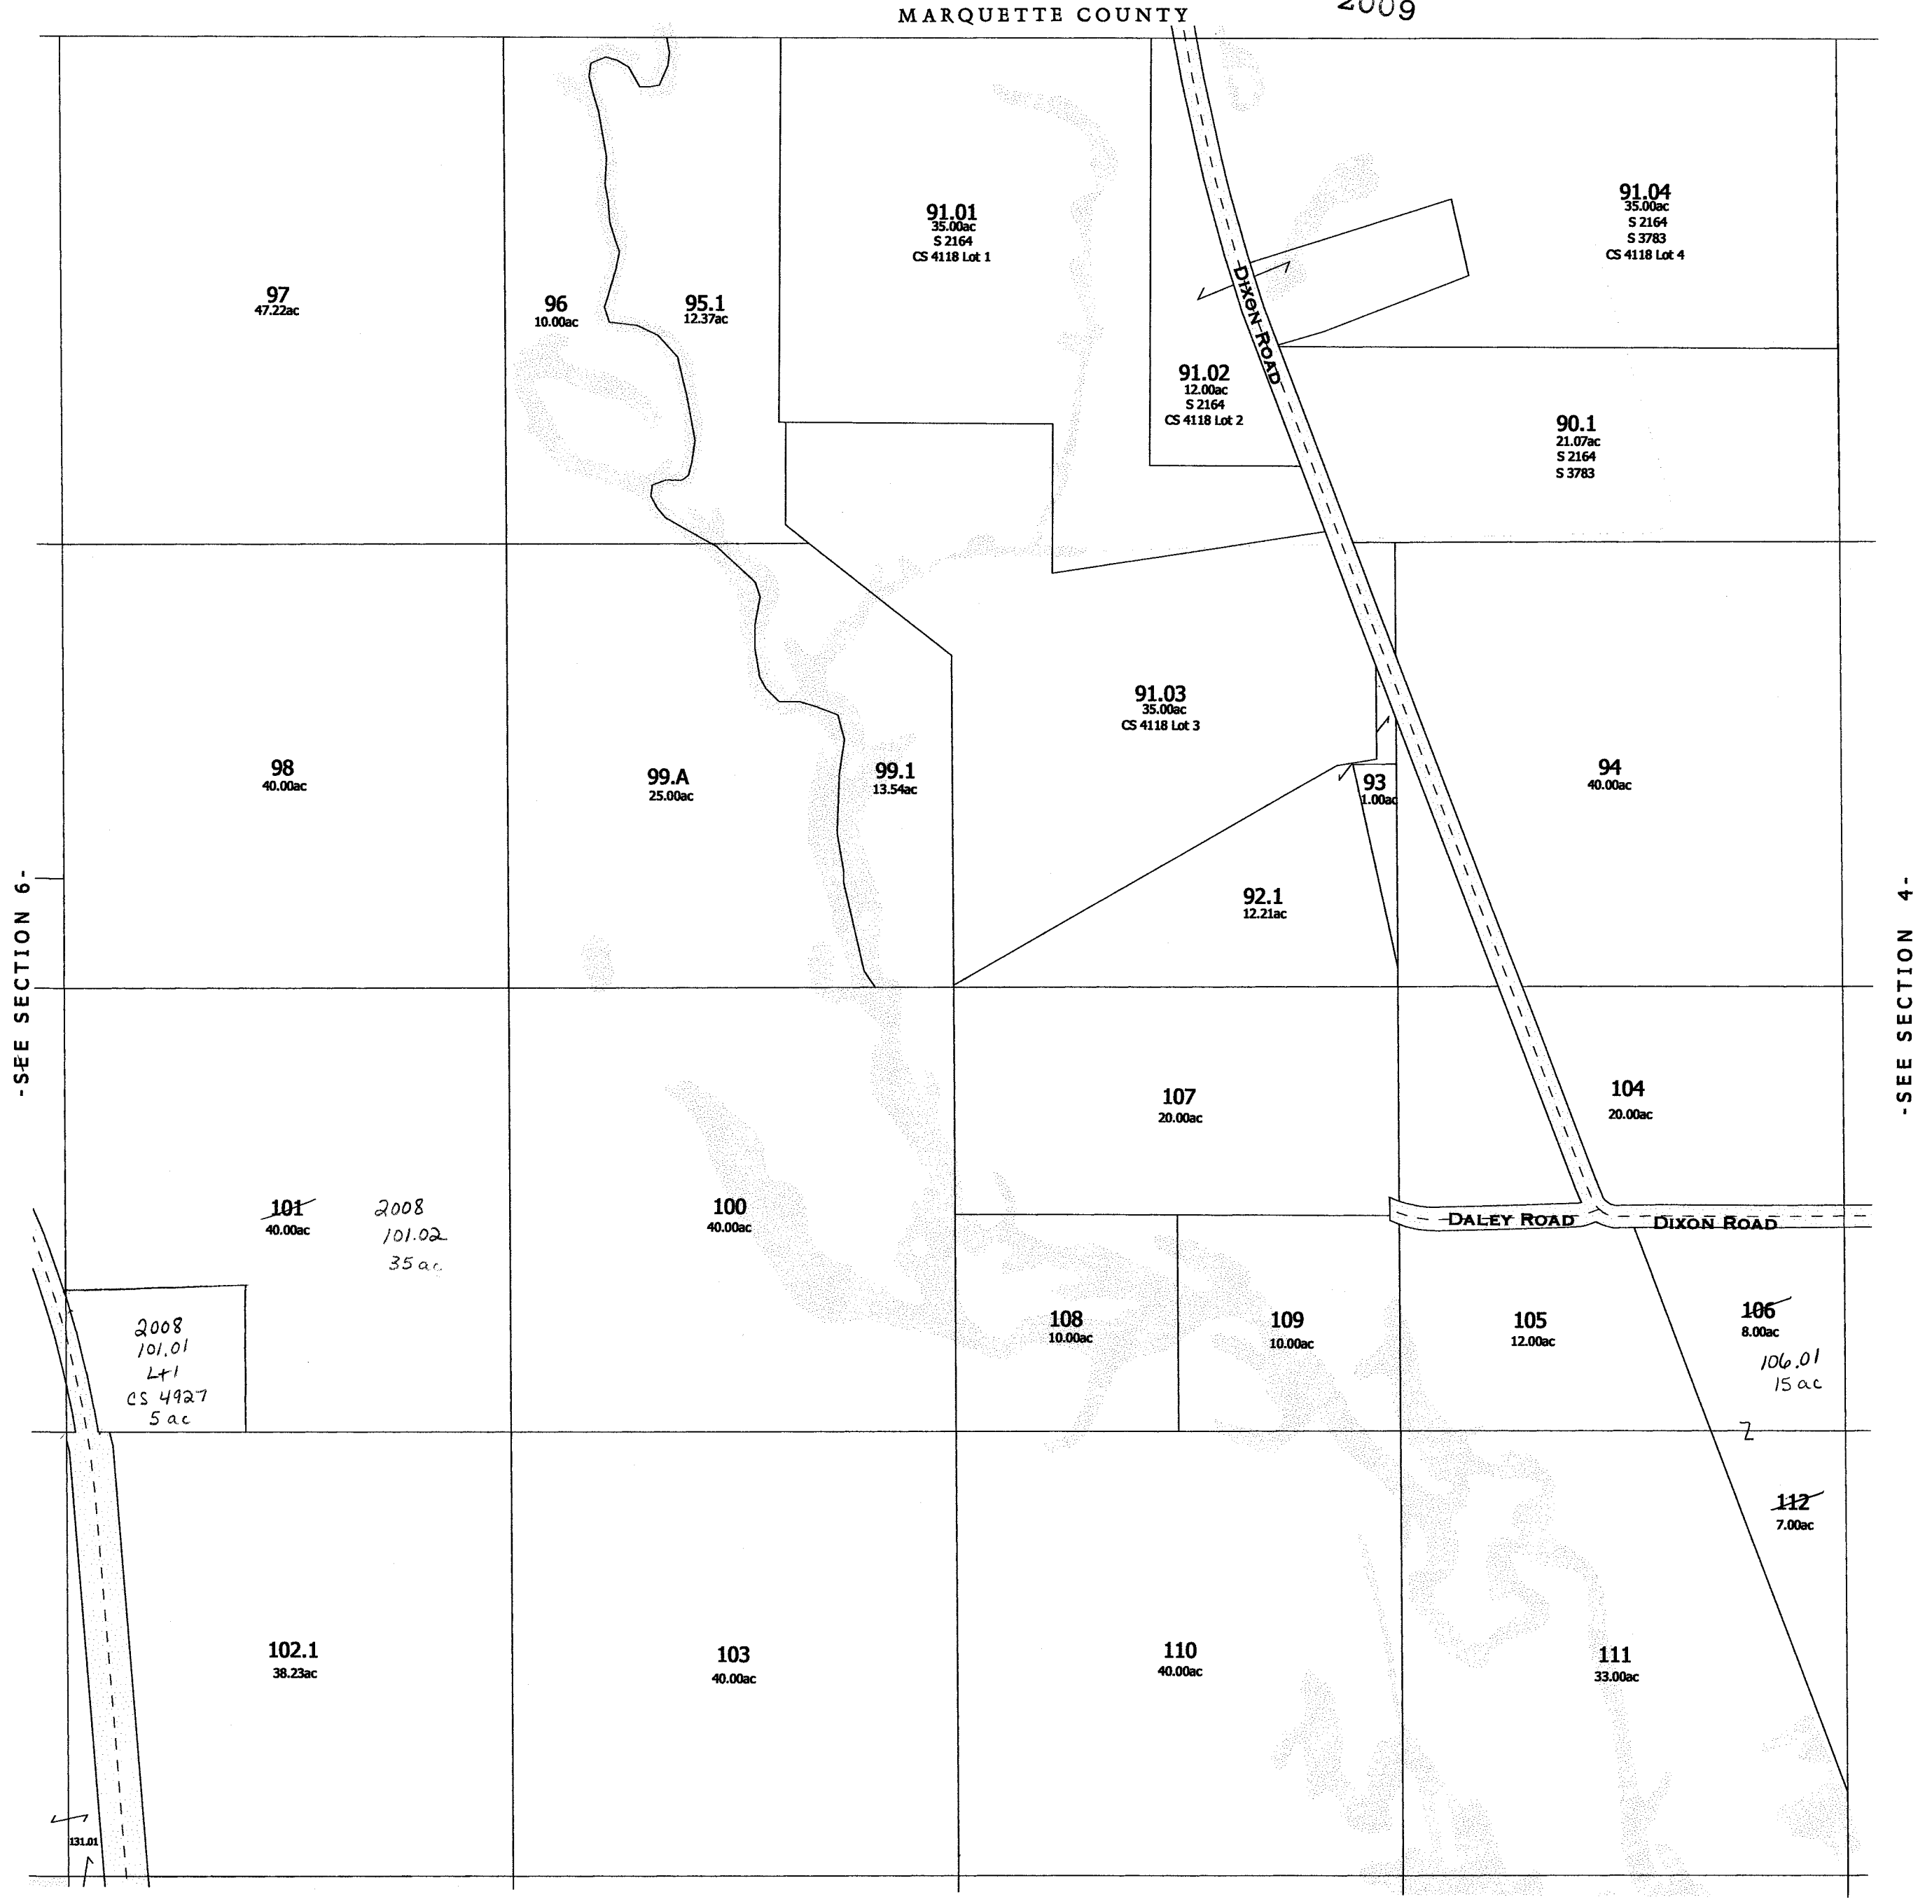 MARQUETTE COUNTY
2009
91.04
35.00ac
S 2164
S 3783
CS 4118 Lot 4
91.01
35.00ac
S 2164
CS 4118 Lot 1
97
47.22ac
96
10.00ac
95.1
12.37ac
DIXON ROAD
91.02
12.00ac
S 2164
CS 4118 Lot 2
90.1
21.07ac
S 2164
S 3783
91.03
35.00ac
CS 4118 Lot 3
98
40.00ac
99.A
25.00ac
99.1
13.54ac
93
1.00ac
94
40.00ac
92.1
12.21ac
-SEE SECTION 6-
-SEE SECTION 4-
107
20.00ac
104
20.00ac
101
40.00ac
2008
101.02
35 ac
100
40.00ac
DALEY ROAD
DIXON ROAD
2008
101.01
Lt 1
CS 4927
5 ac
108
10.00ac
109
10.00ac
105
12.00ac
106
8.00ac
106.01
15 ac
Z
112
7.00ac
102.1
38.23ac
103
40.00ac
110
40.00ac
111
33.00ac
131.01